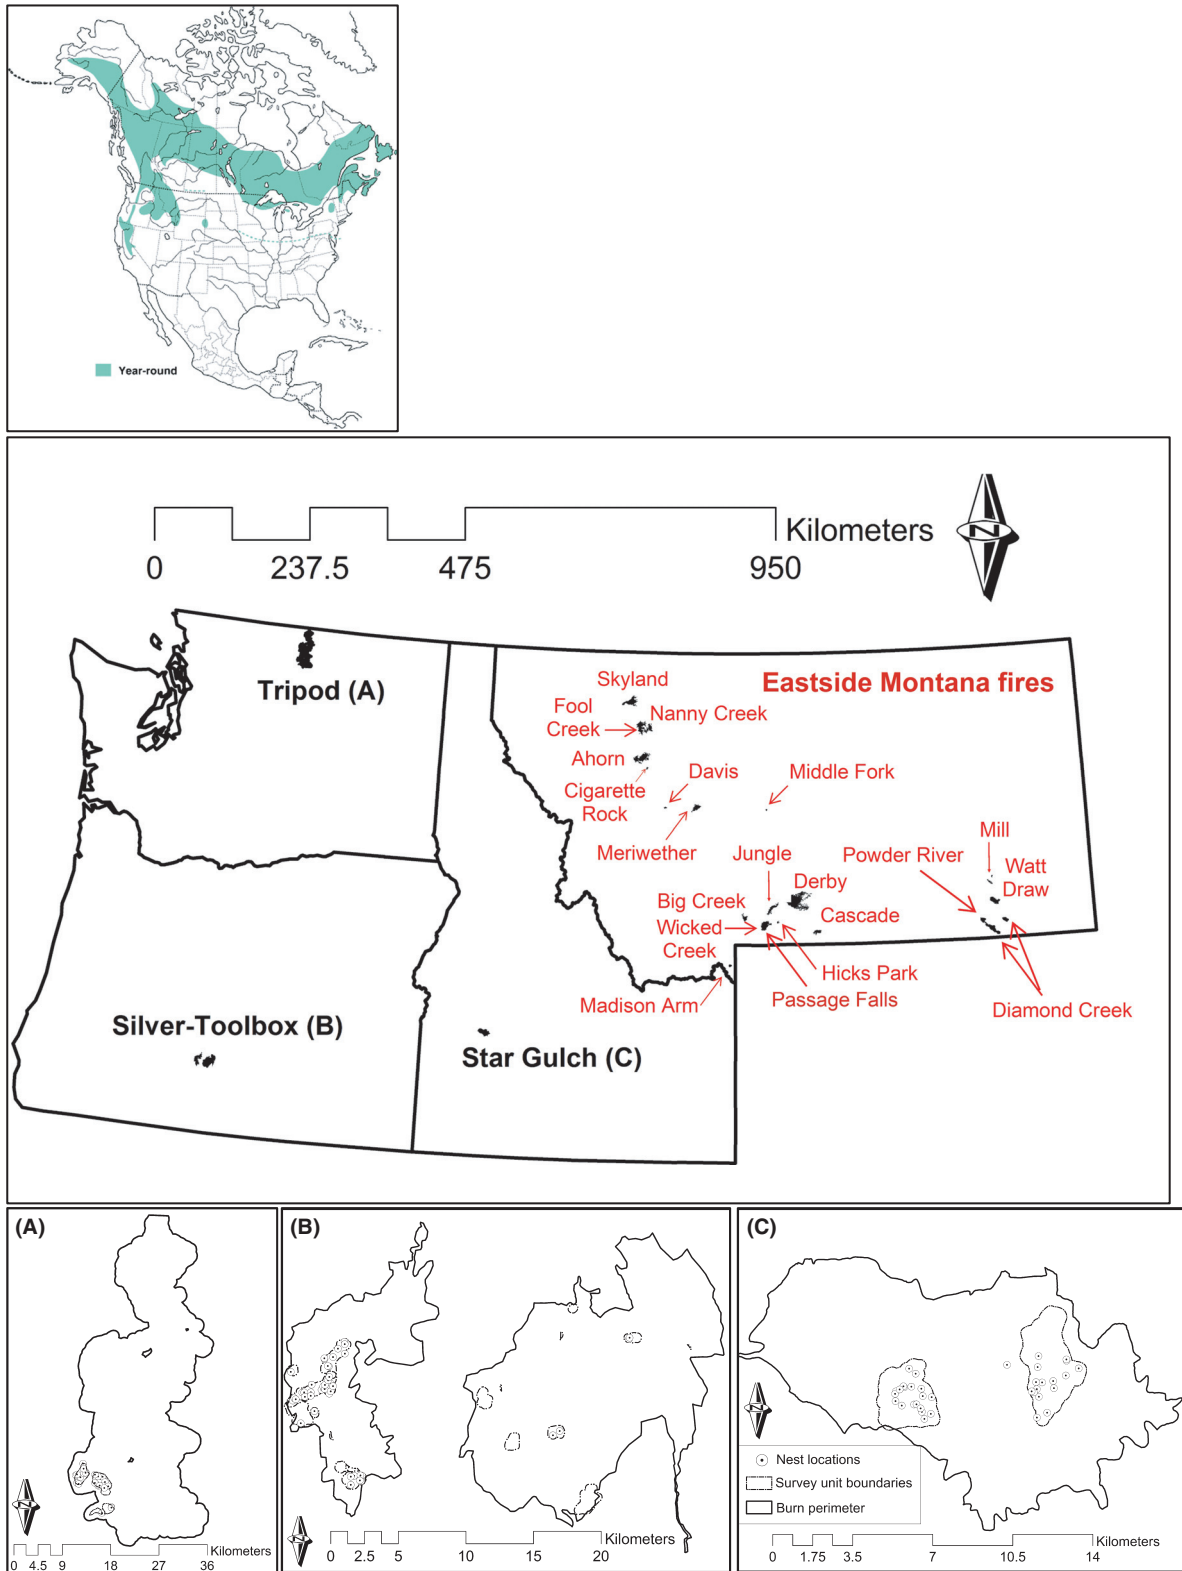 Year-round
Kilometers
0 237.5 475 950
N
Tripod (A)
Eastside Montana fires
Skyland
Fool
Creek
Nanny Creek
Ahorn
Cigarette
Rock
Davis
Middle Fork
Meriwether
Jungle
Powder River
Mill
Watt
Draw
Derby
Big Creek
Wicked
Creek
Cascade
Hicks Park
Passage Falls
Madison Arm
Diamond Creek
Silver-Toolbox (B)
Star Gulch (C)
(A)
N
Kilometers
0 4.5 9 18 27 36
(B)
N
Kilometers
0 2.5 5 10 15 20
(C)
N
Nest locations
Survey unit boundaries
Burn perimeter
Kilometers
0 1.75 3.5 7 10.5 14